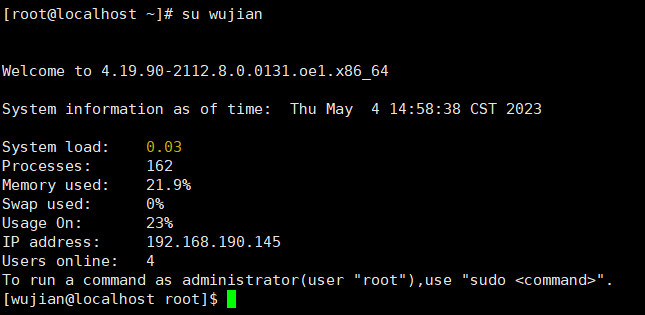 [root@localhost ~]# su wujian
Welcome to 4.19.90-2112.8.0.0131.oe1.x86_64
System information as of time:  Thu May  4 14:58:38 CST 2023
System load:    0.03
Processes:      162
Memory used:    21.9%
Swap used:      0%
Usage On:       23%
IP address:     192.168.190.145
Users online:   4
To run a command as administrator(user "root"),use "sudo <command>".
[wujian@localhost root]$